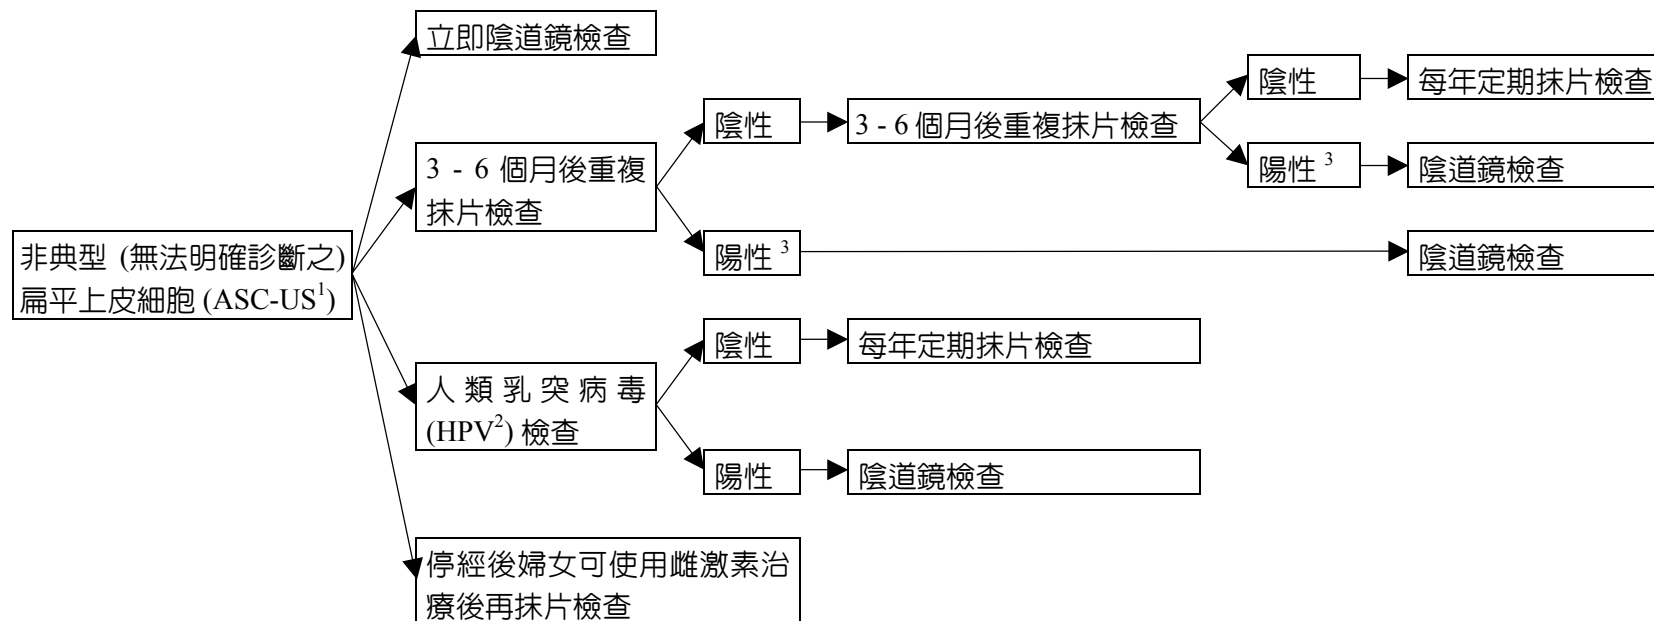 立即陰道鏡檢查
陰性
每年定期抹片檢查
陰性
3 - 6 個月後重複抹片檢查
3 - 6 個月後重複
抹片檢查
陽性 3
陰道鏡檢查
陽性 3
陰道鏡檢查
非典型 (無法明確診斷之)
扁平上皮細胞 (ASC-US1)
陰性
每年定期抹片檢查
人類乳突病毒
(HPV2) 檢查
陽性
陰道鏡檢查
停經後婦女可使用雌激素治
療後再抹片檢查